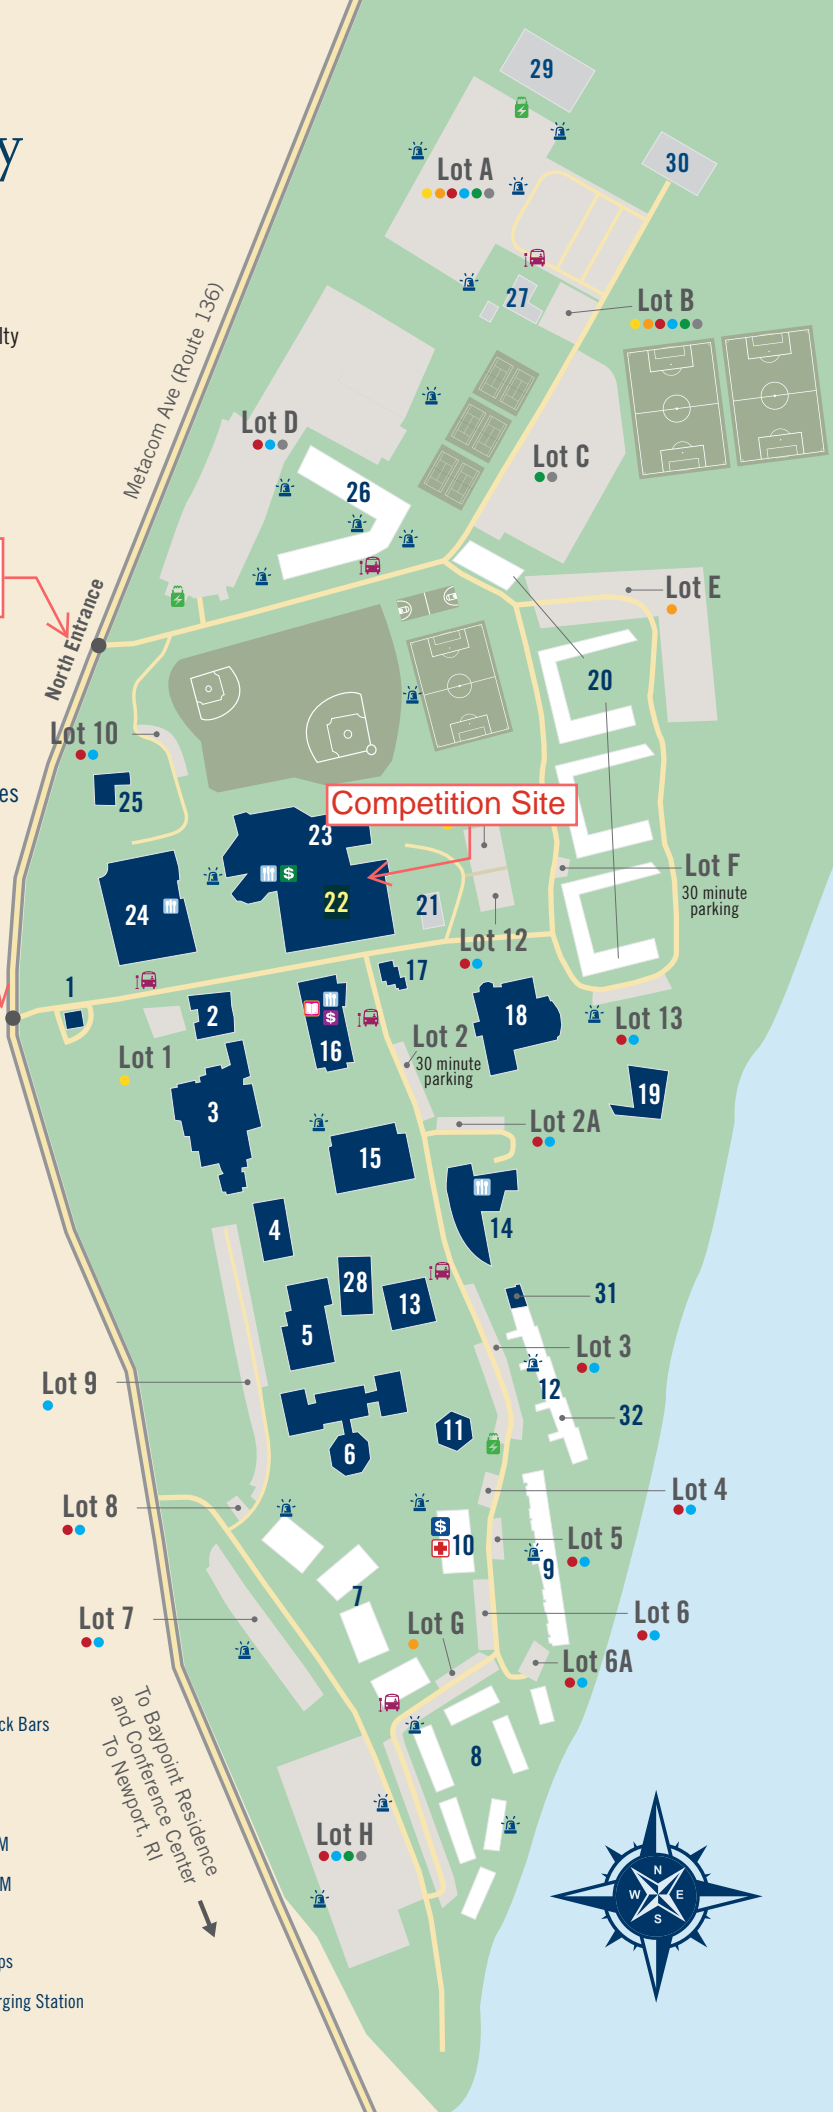 y
29
30
Lot A
27
Lot B
lty
Metacom Ave (Route 136)
Lot D
Lot C
26
North Entrance
Lot E
20
Lot 10
es
25
Competition Site
23
22
24
21
Lot F
30 minute
parking
Lot 12
17
1
2
16
18
Lot 13
Lot 1
Lot 2
30 minute
parking
3
19
Lot 2A
15
14
4
28
13
5
31
Lot 3
12
32
Lot 9
11
6
Lot 4
Lot 8
10
Lot 5
9
7
Lot 7
Lot G
Lot 6
Lot 6A
To Baypoint Residence
and Conference Center
To Newport, RI
ck Bars
8
Lot H
M
M
ps
rging Station
N
W E
S
$
$
$